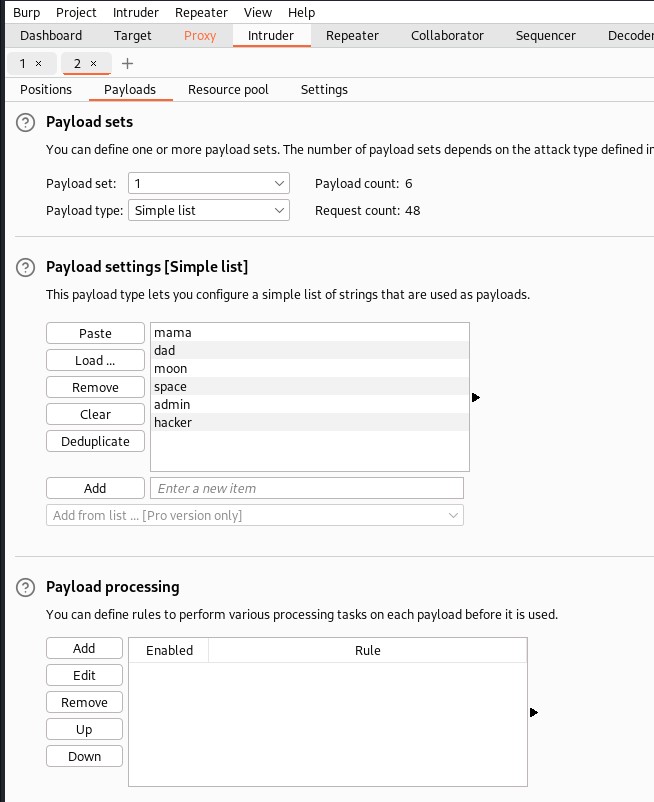 Burp Project Intruder Repeater View Help
Dashboard Target Proxy Intruder Repeater Collaborator Sequencer Decoder
1 × 2 × +
Positions Payloads Resource pool Settings
? Payload sets
You can define one or more payload sets. The number of payload sets depends on the attack type defined in
Payload set: 1 Payload count: 6
Payload type: Simple list Request count: 48
? Payload settings [Simple list]
This payload type lets you configure a simple list of strings that are used as payloads.
Paste
Load ...
Remove
Clear
Deduplicate
mama
dad
moon
space
admin
hacker
Add Enter a new item
Add from list ... [Pro version only]
? Payload processing
You can define rules to perform various processing tasks on each payload before it is used.
Add
Edit
Remove
Up
Down
Enabled Rule